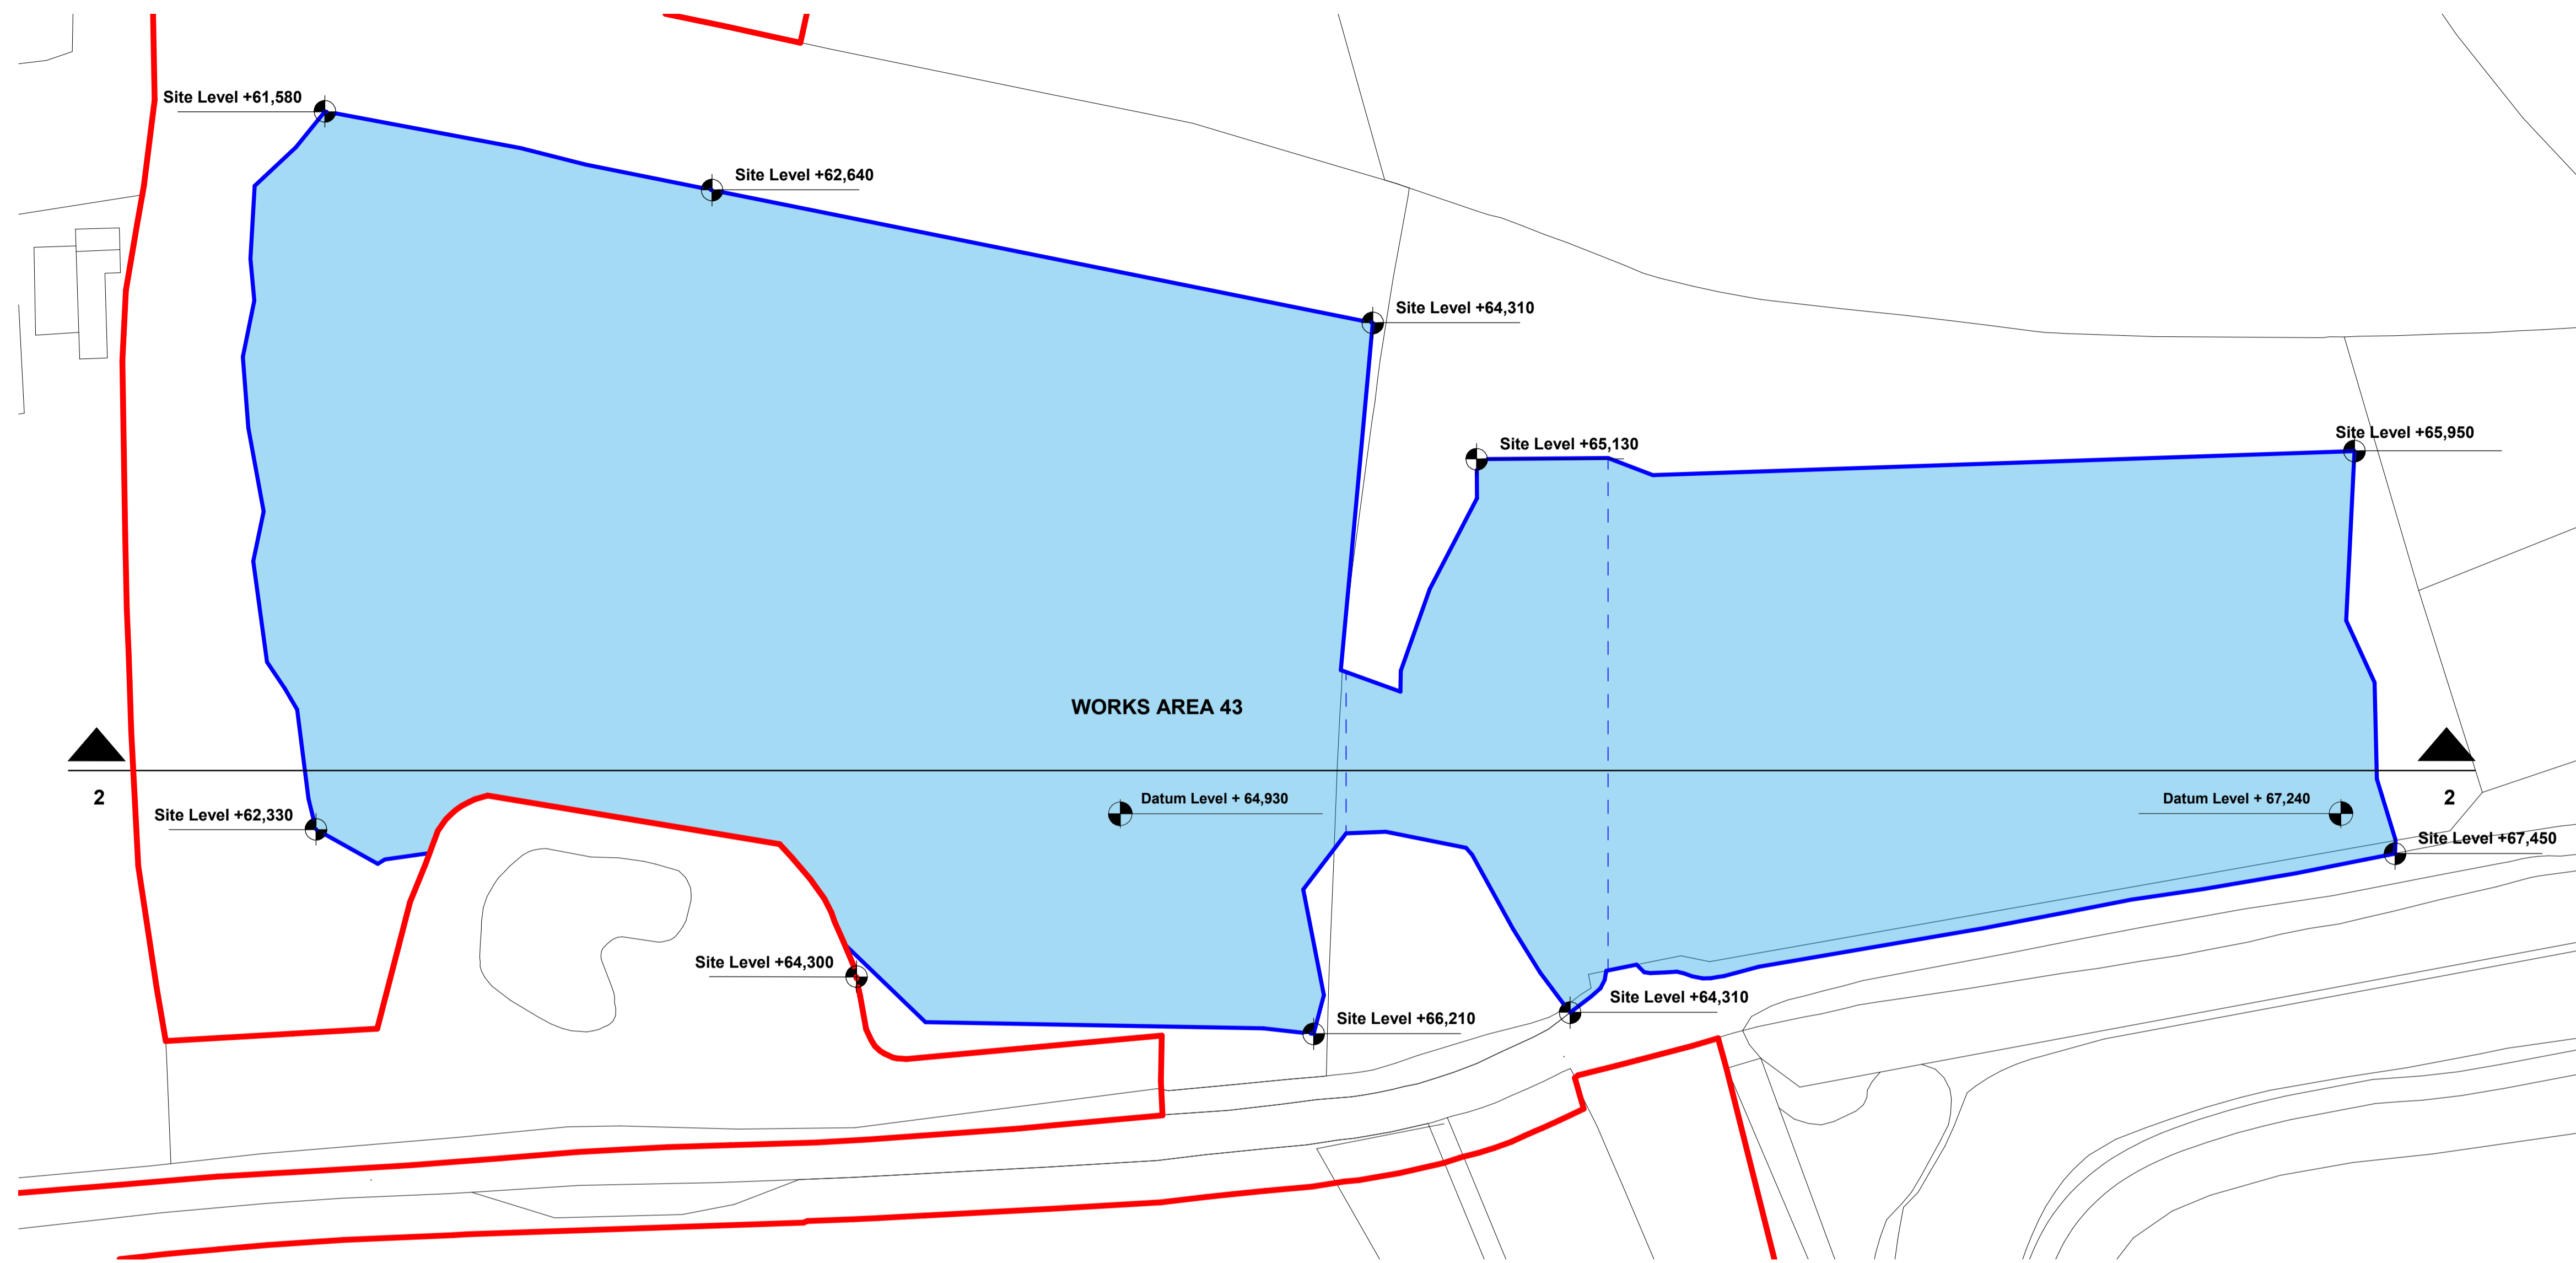 Site Level +61,580
Site Level +62,640
Site Level +64,310
Site Level +65,130
Site Level +65,950
WORKS AREA 43
2
2
Datum Level + 64,930
Datum Level + 67,240
Site Level +62,330
Site Level +67,450
Site Level +64,300
Site Level +64,310
Site Level +66,210